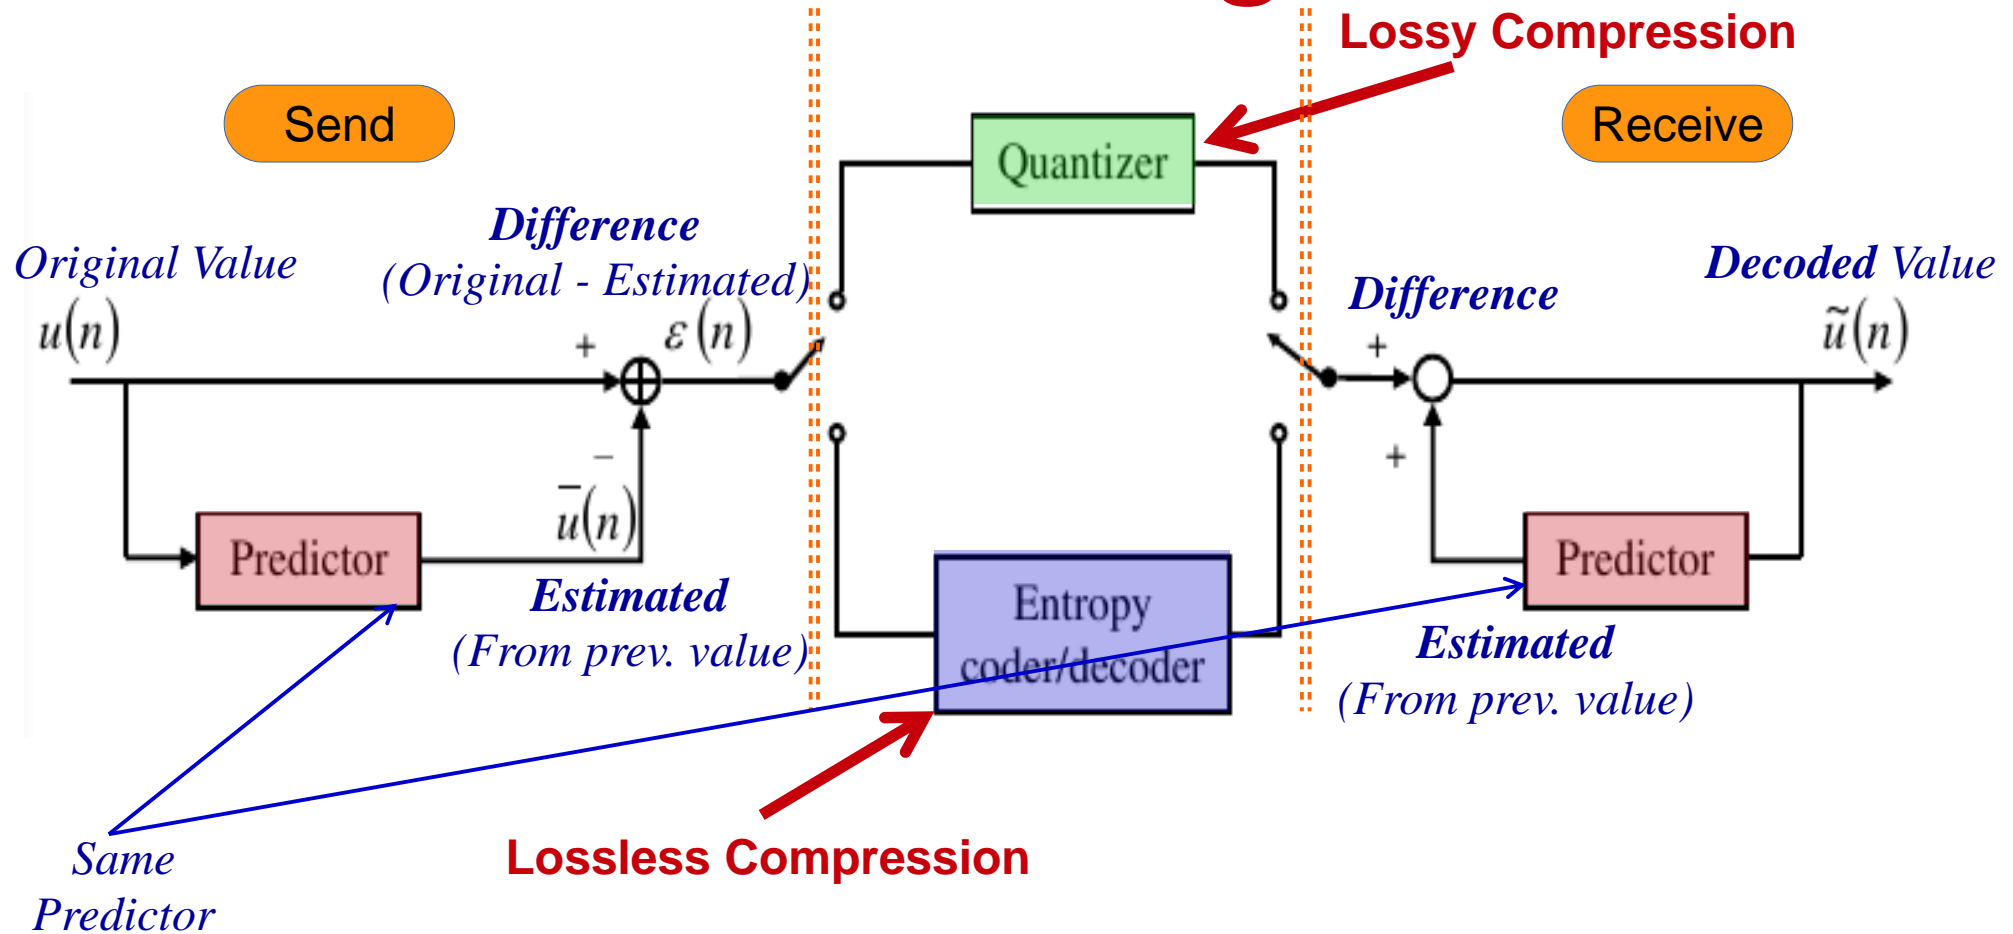 Lossy Compression
Send
Receive
Quantizer
Difference
(Original - Estimated)
Original Value
u(n)
+
ε(n)
Difference
+
Decoded Value
ũ(n)
−
ū(n)
+
Predictor
Estimated
(From prev. value)
Entropy
coder/decoder
Predictor
Estimated
(From prev. value)
Same
Predictor
Lossless Compression